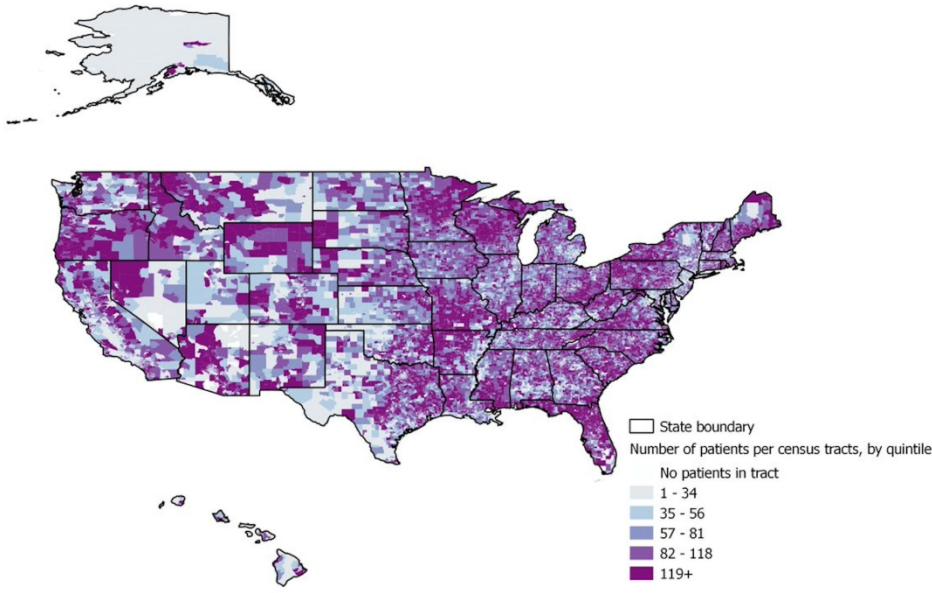 State boundary
Number of patients per census tracts, by quintile
No patients in tract
1 - 34
35 - 56
57 - 81
82 - 118
119+